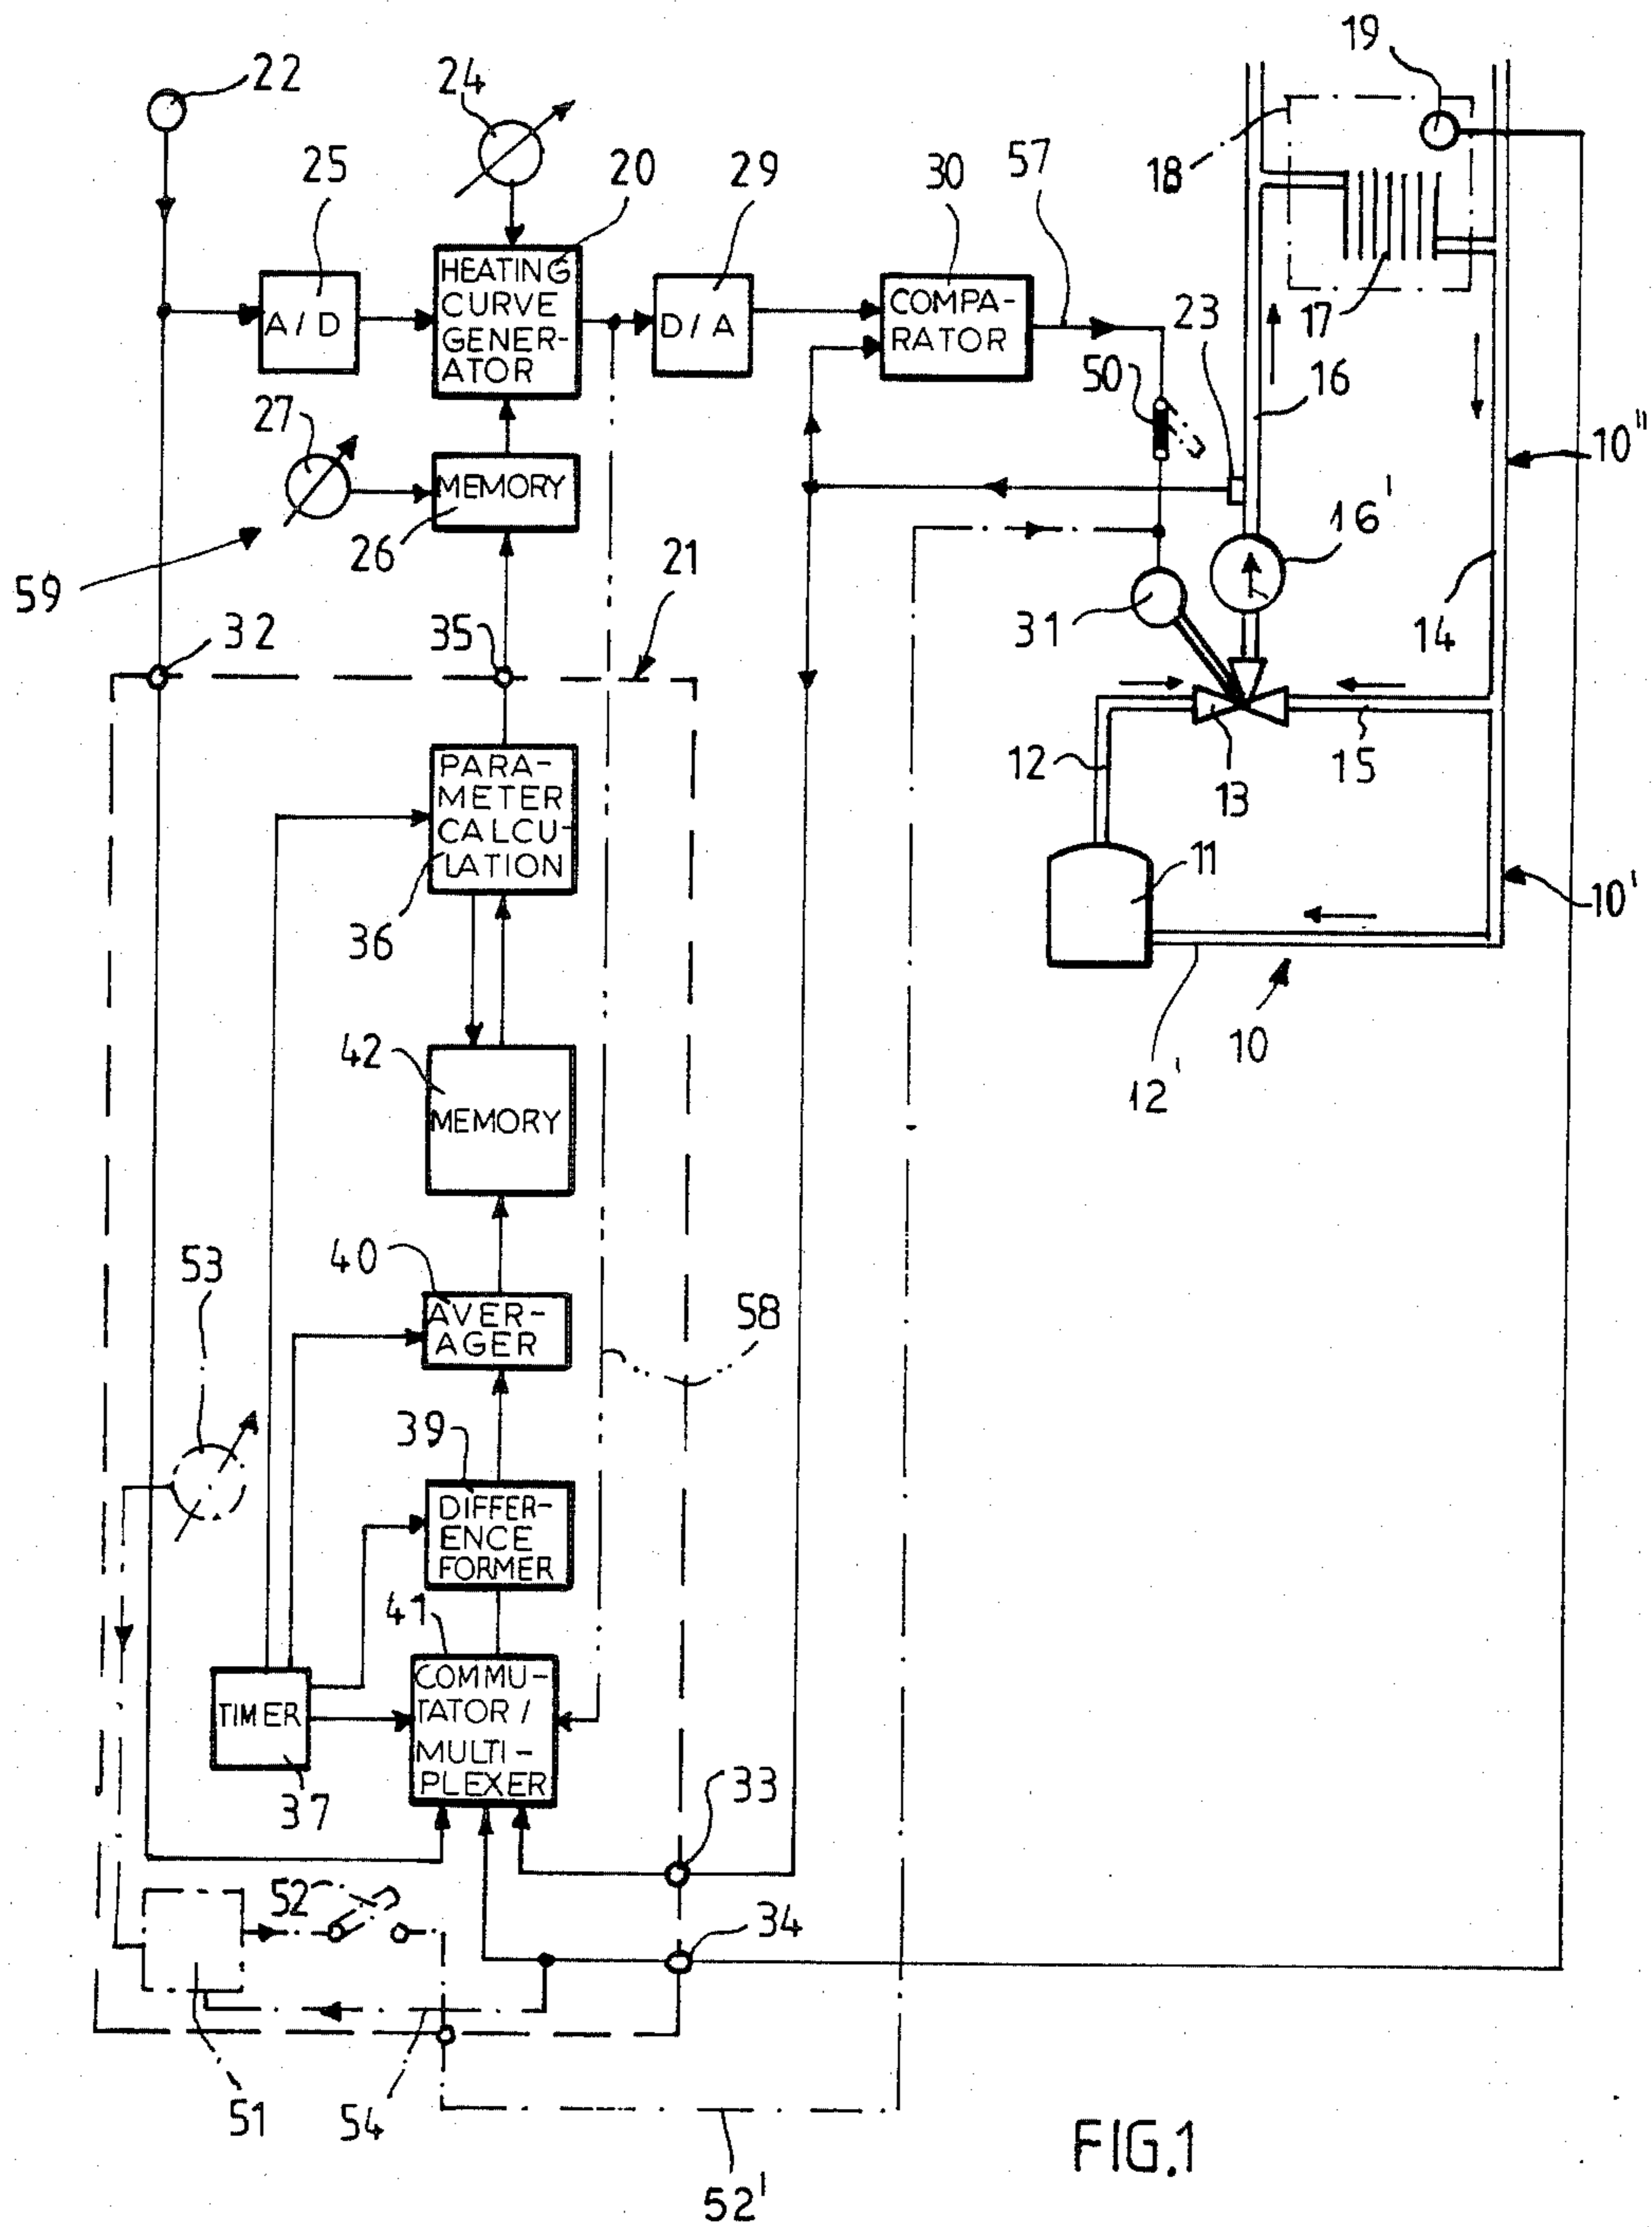 19
22
24
25
20
29
30
57
18
HEATING
CURVE
GENER-
ATOR
A/D
D/A
COMPA-
RATOR
23
17
50
16
27
10''
MEMORY
26
59
16'
21
32
35
31
14
PARA-
METER
CALCU-
LATION
12
13
15
36
11
10'
42
10
12'
MEMORY
53
40
58
AVER-
AGER
39
DIFFER-
ENCE
FORMER
41
COMMU-
TATOR /
MULTI-
PLEXER
TIMER
37
33
52
34
51
54
FIG.1
52'